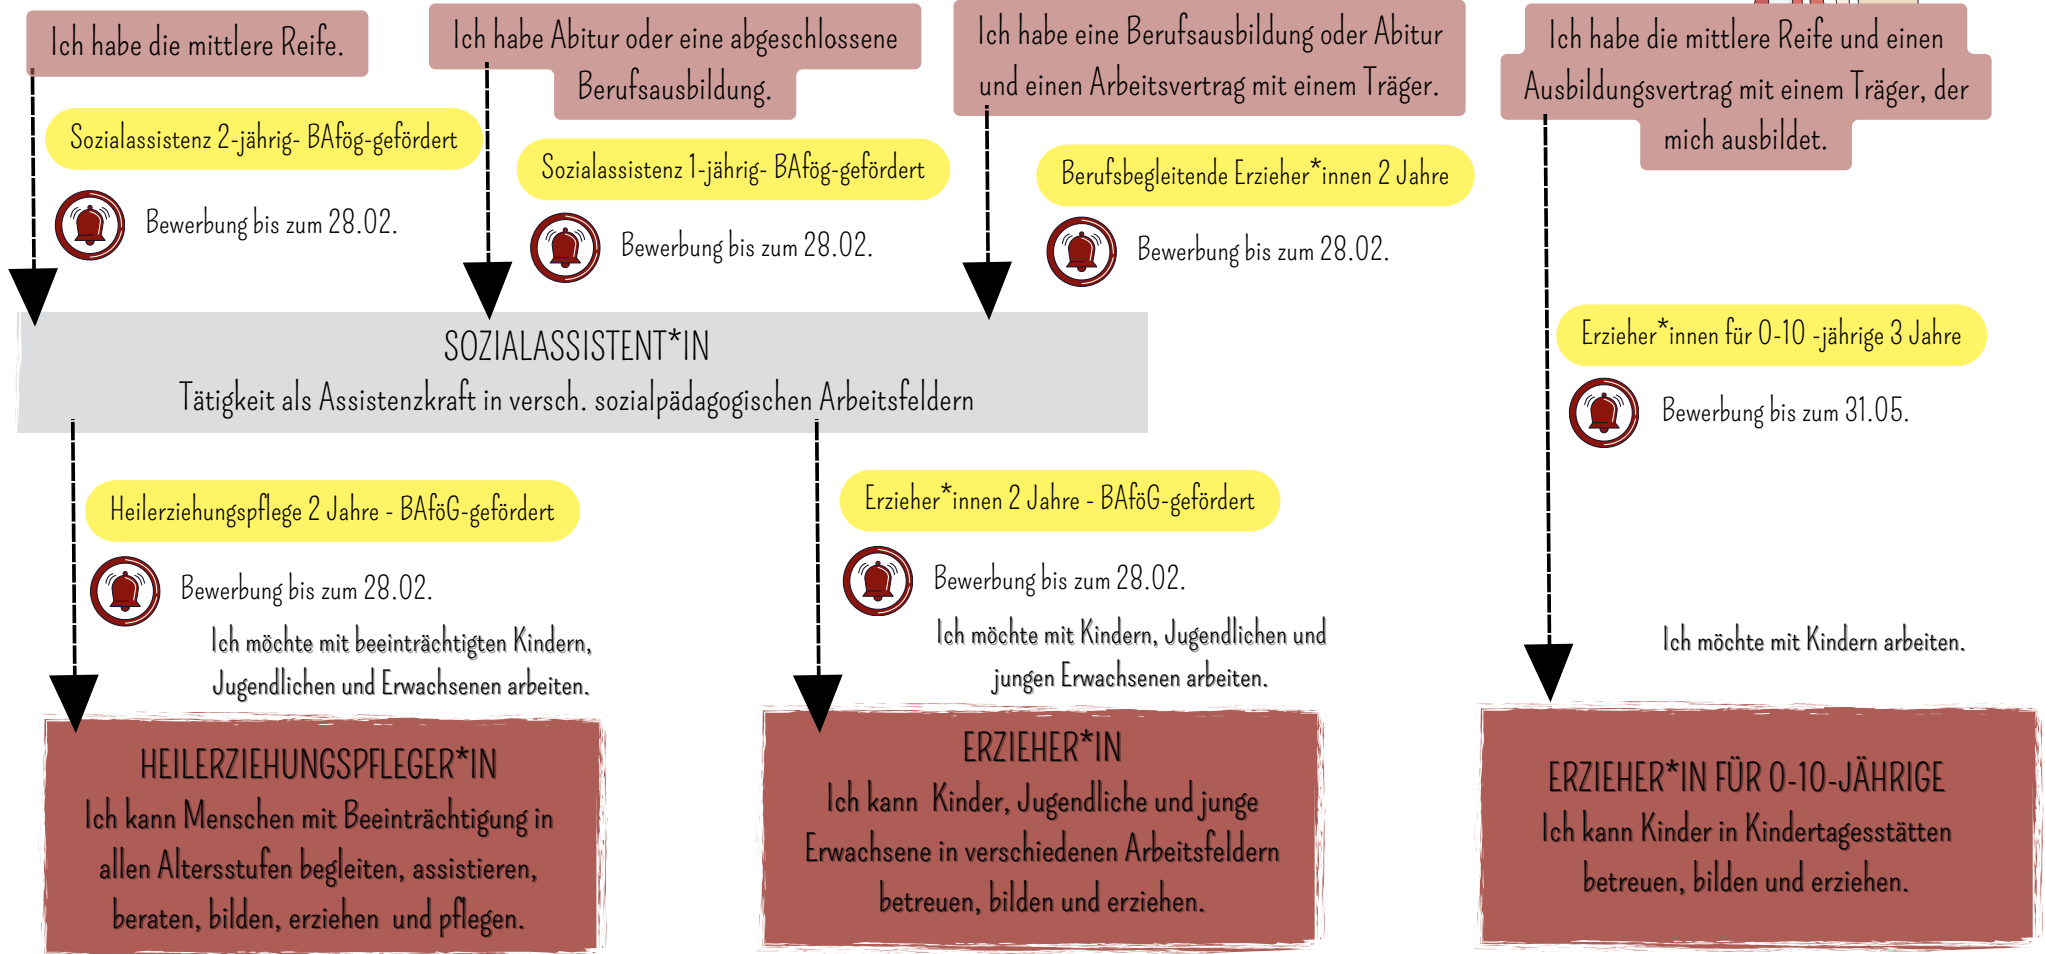 Ich habe die mittlere Reife.
Sozialassistenz 2-jährig- BAfög-gefördert
Bewerbung bis zum 28.02.
Ich habe Abitur oder eine abgeschlossene
Berufsausbildung.
Sozialassistenz 1-jährig- BAfög-gefördert
Bewerbung bis zum 28.02.
Ich habe eine Berufsausbildung oder Abitur
und einen Arbeitsvertrag mit einem Träger.
Berufsbegleitende Erzieher*innen 2 Jahre
Bewerbung bis zum 28.02.
Ich habe die mittlere Reife und einen
Ausbildungsvertrag mit einem Träger, der
mich ausbildet.
Erzieher*innen für 0-10 -jährige 3 Jahre
Bewerbung bis zum 31.05.
SOZIALASSISTENT*IN
Tätigkeit als Assistenzkraft in versch. sozialpädagogischen Arbeitsfeldern
Heilerziehungspflege 2 Jahre - BAföG-gefördert
Bewerbung bis zum 28.02.
Ich möchte mit beeinträchtigten Kindern,
Jugendlichen und Erwachsenen arbeiten.
Erzieher*innen 2 Jahre - BAföG-gefördert
Bewerbung bis zum 28.02.
Ich möchte mit Kindern, Jugendlichen und
jungen Erwachsenen arbeiten.
Ich möchte mit Kindern arbeiten.
HEILERZIEHUNGSPFLEGER*IN
Ich kann Menschen mit Beeinträchtigung in
allen Altersstufen begleiten, assistieren,
beraten, bilden, erziehen und pflegen.
ERZIEHER*IN
Ich kann Kinder, Jugendliche und junge
Erwachsene in verschiedenen Arbeitsfeldern
betreuen, bilden und erziehen.
ERZIEHER*IN FÜR 0-10-JÄHRIGE
Ich kann Kinder in Kindertagesstätten
betreuen, bilden und erziehen.